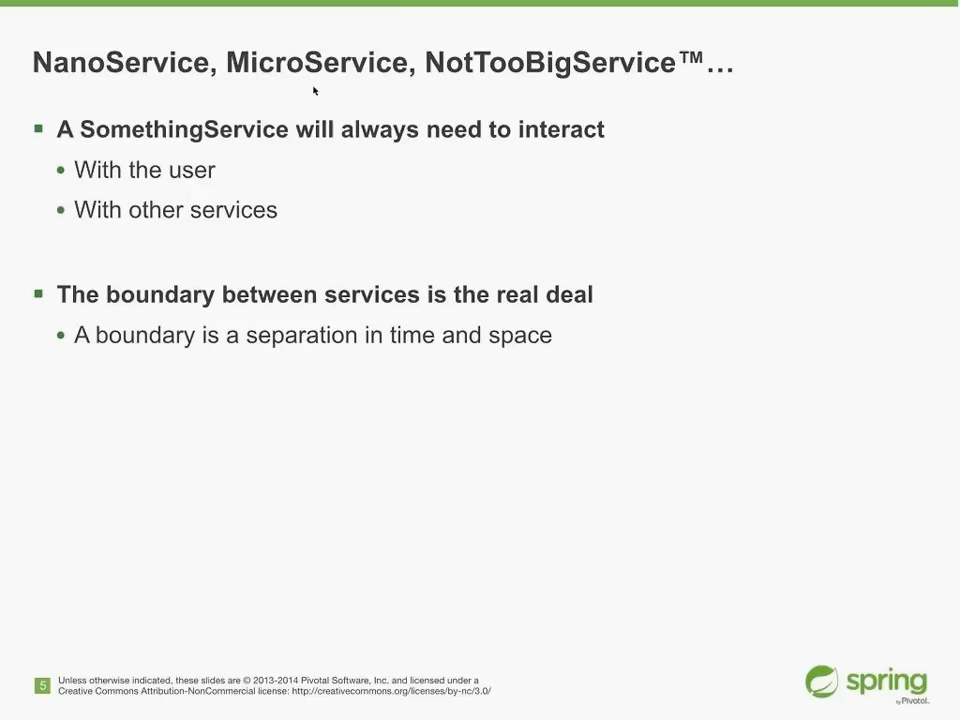 NanoService, MicroService, NotTooBigService™…
A SomethingService will always need to interact
With the user
With other services
The boundary between services is the real deal
A boundary is a separation in time and space
5
Unless otherwise indicated, these slides are © 2013-2014 Pivotal Software, Inc. and licensed under a
Creative Commons Attribution-NonCommercial license: http://creativecommons.org/licenses/by-nc/3.0/
spring
by Pivotal.